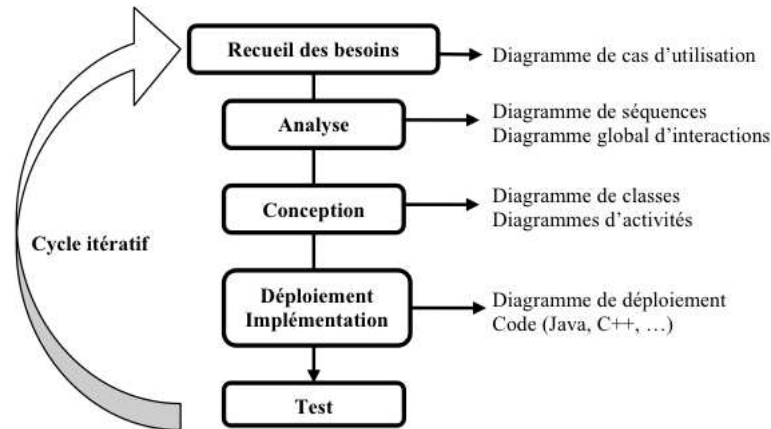 Recueil des besoins
Diagramme de cas d'utilisation
Analyse
Diagramme de séquences
Diagramme global d'interactions
Conception
Diagramme de classes
Diagrammes d'activités
Cycle itératif
Déploiement
Implémentation
Diagramme de déploiement
Code (Java, C++, …)
Test